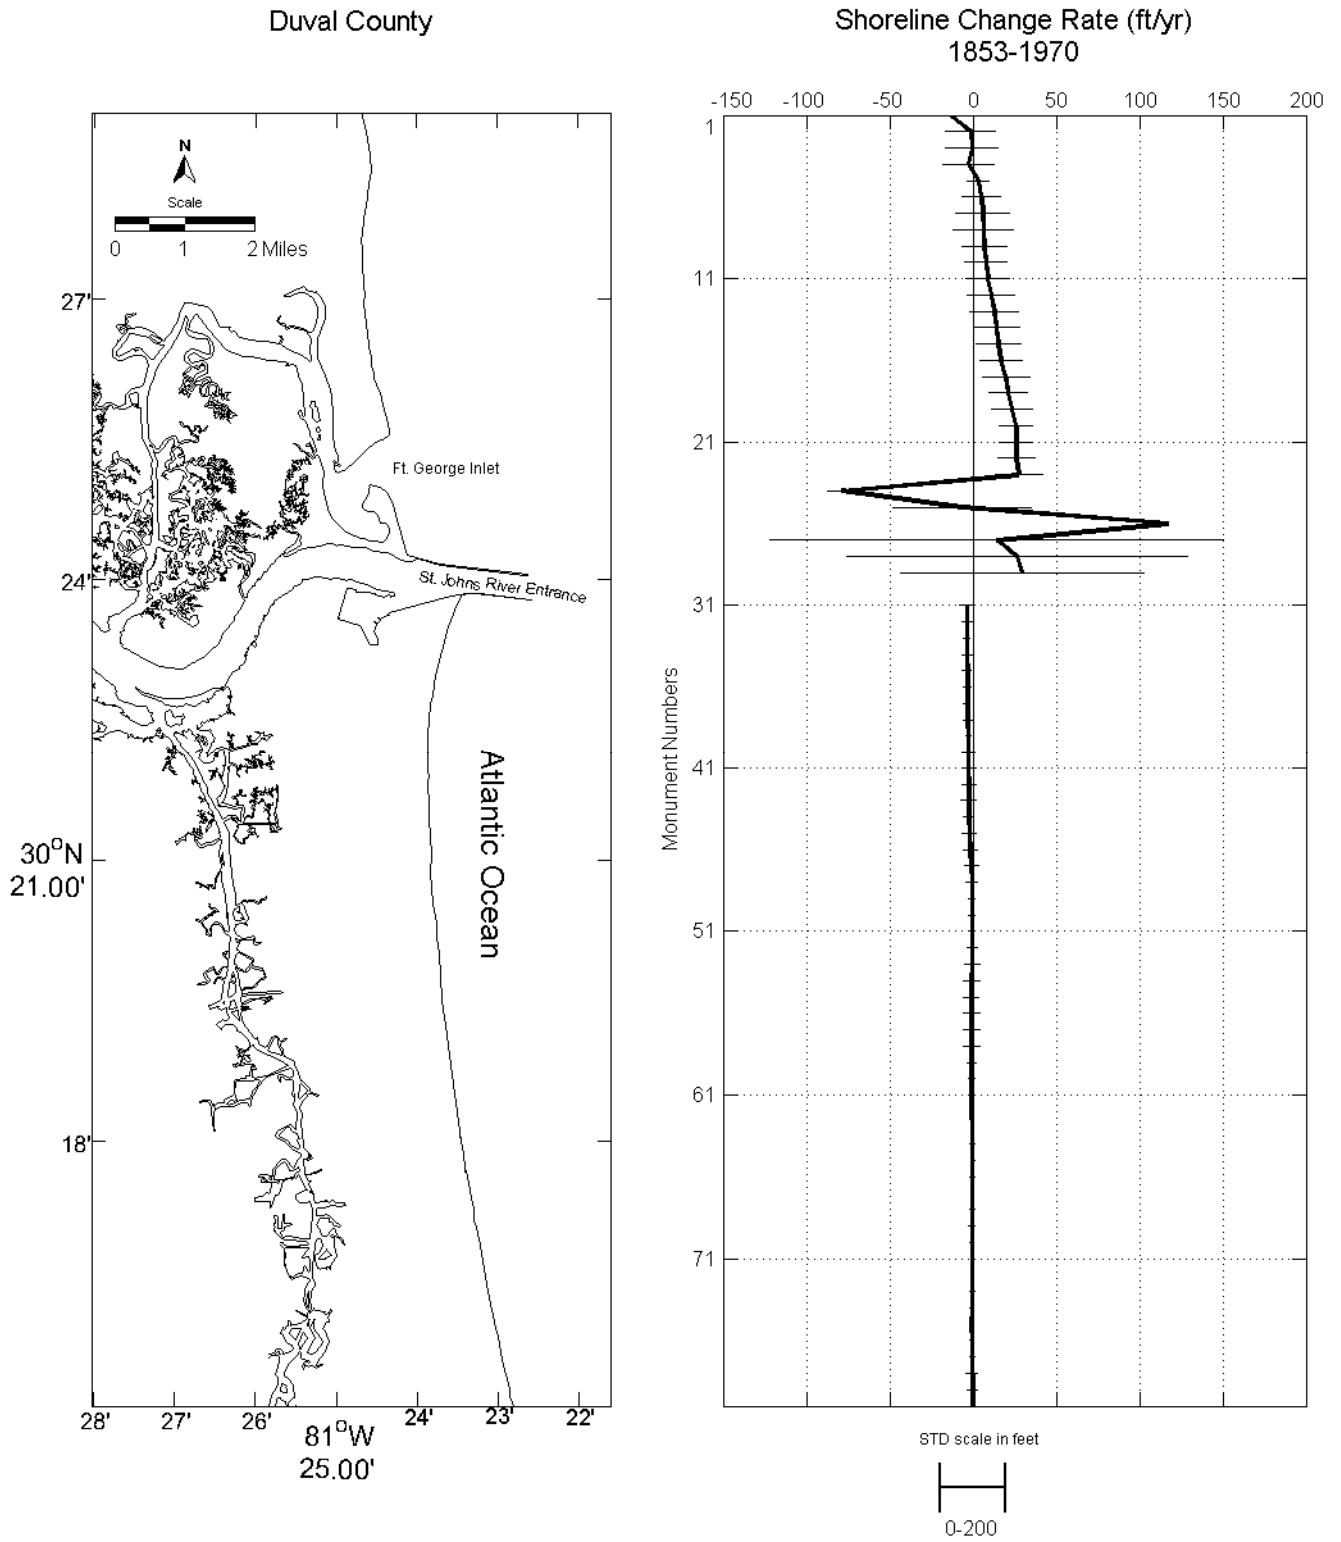 Duval County
N
Scale
0 1 2 Miles
27'
Ft. George Inlet
24'
St. Johns River Entrance
Atlantic Ocean
30°N
21.00'
18'
28' 27' 26' 24' 23' 22'
81°W
25.00'
Shoreline Change Rate (ft/yr)
1853-1970
-150 -100 -50 0 50 100 150 200
1
11
21
31
41
51
61
71
Monument Numbers
STD scale in feet
0-200